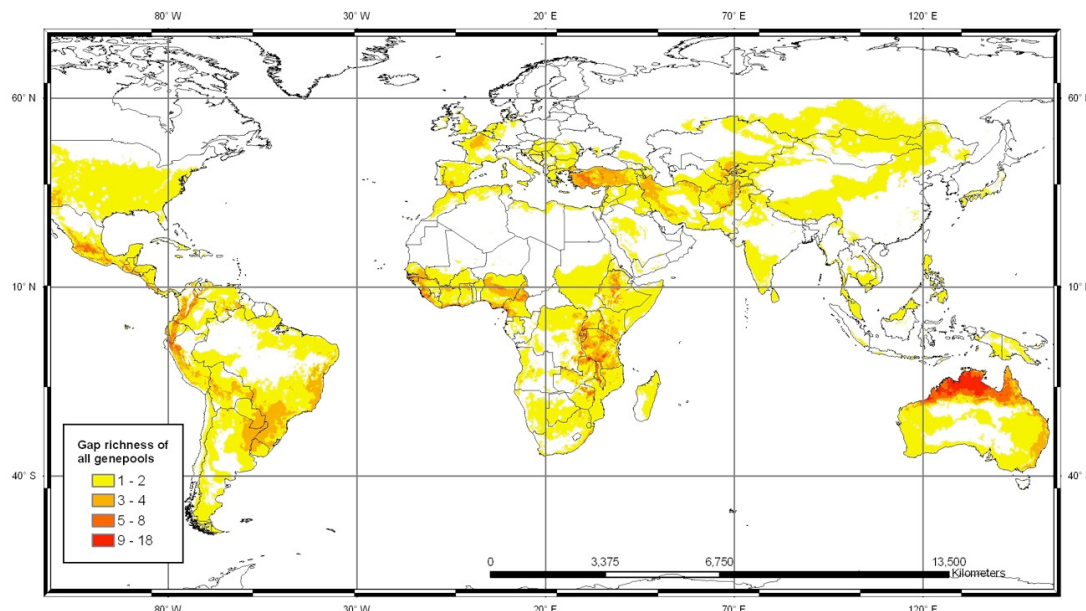 80° W 30° W 20° E 70° E 120° E
60° N 60° N
10° N 10° N
40° S 40° S
Gap richness of
all genepools
1 - 2
3 - 4
5 - 8
9 - 18
0 3,375 6,750 13,500
Kilometers
80° W 30° W 20° E 70° E 120° E